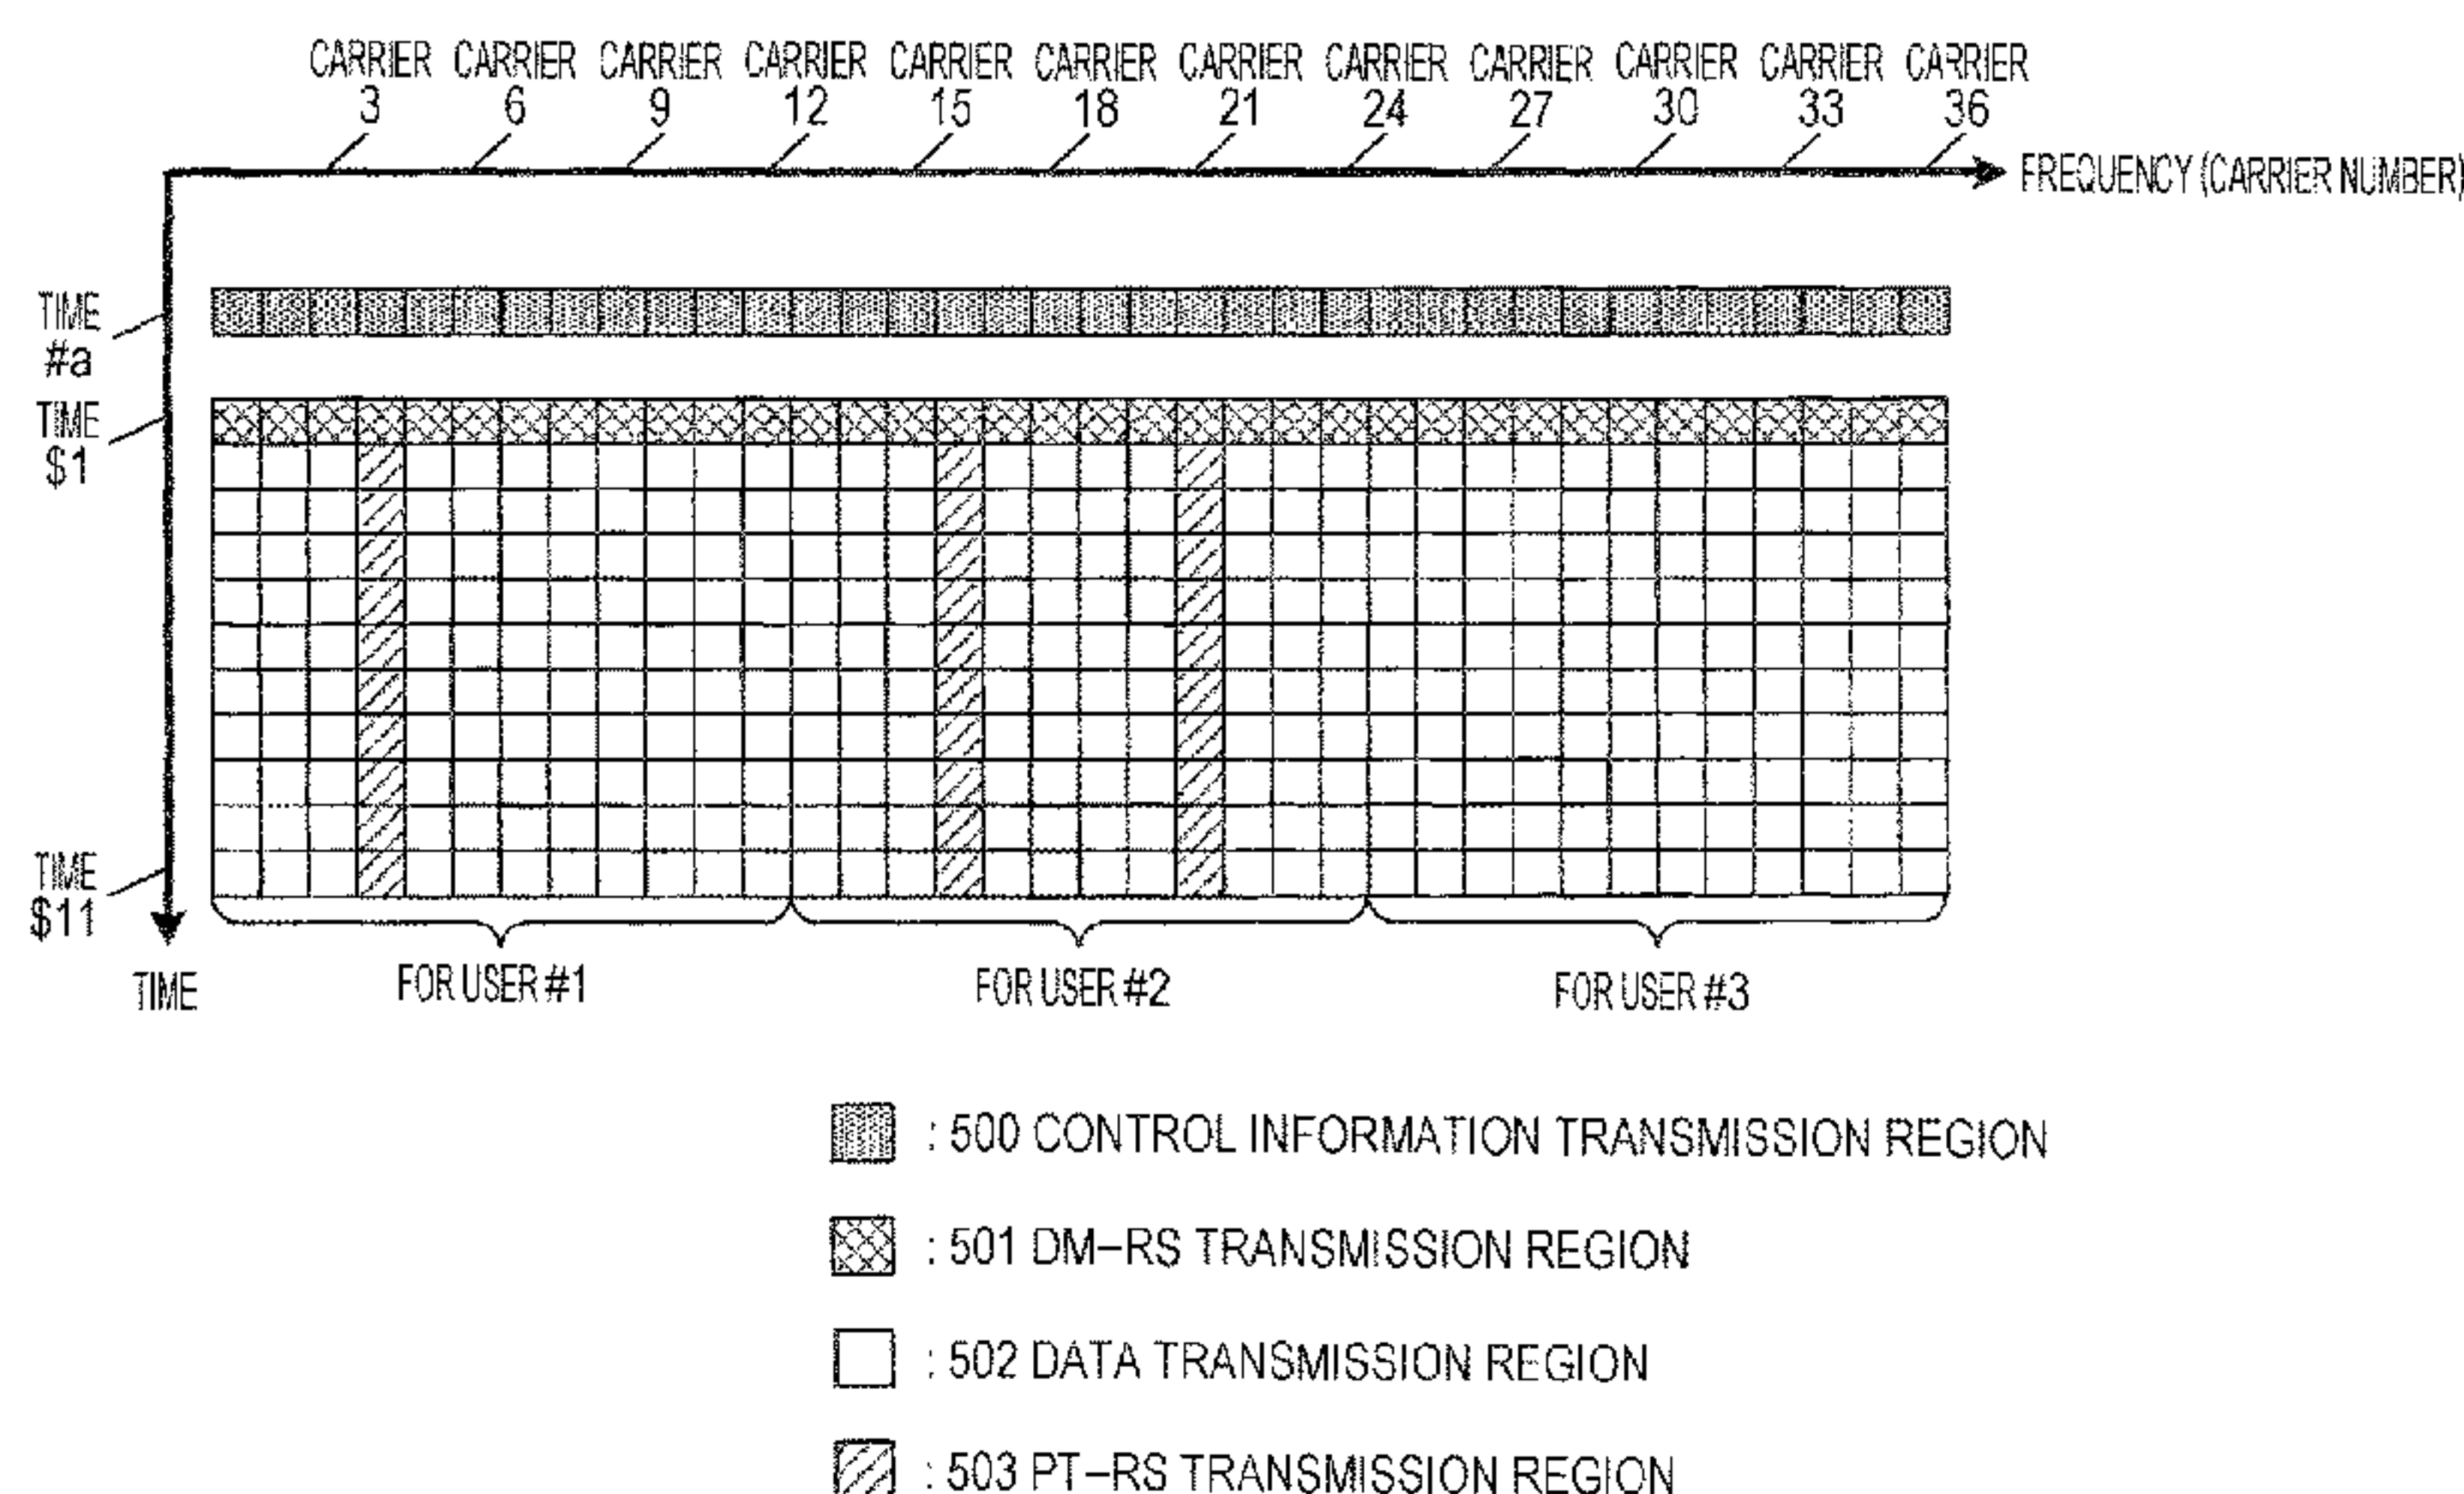 CARRIER CARRIER CARRIER CARRIER CARRIER CARRIER CARRIER CARRIER CARRIER CARRIER CARRIER CARRIER
3 6 9 12 15 18 21 24 27 30 33 36
FREQUENCY (CARRIER NUMBER)
TIME
#a
TIME
$1
TIME
$11
TIME
FOR USER #1
FOR USER #2
FOR USER #3
: 500 CONTROL INFORMATION TRANSMISSION REGION
: 501 DM-RS TRANSMISSION REGION
: 502 DATA TRANSMISSION REGION
: 503 PT-RS TRANSMISSION REGION